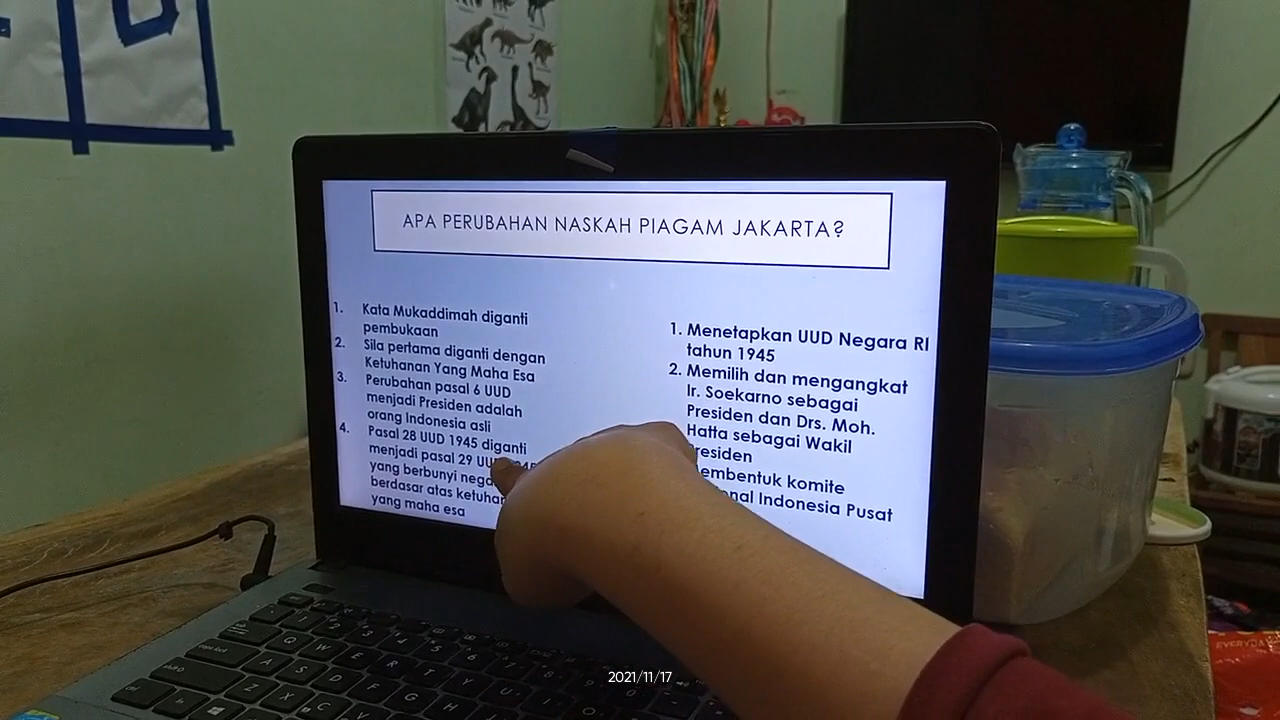 APA PERUBAHAN NASKAH PIAGAM JAKARTA?
1. Kata Mukaddimah diganti
pembukaan
2. Sila pertama diganti dengan
Ketuhanan Yang Maha Esa
3. Perubahan pasal 6 UUD
menjadi Presiden adalah
orang Indonesia asli
4. Pasal 28 UUD 1945 diganti
menjadi pasal 29
yang berbunyi
berdasar atas
yang maha esa
1. Menetapkan UUD Negara RI
tahun 1945
2. Memilih dan mengangkat
Ir. Soekarno sebagai
Presiden dan Drs. Moh.
Hatta sebagai Wakil
residen
embentuk komite
onal Indonesia Pusat
2021/11/17